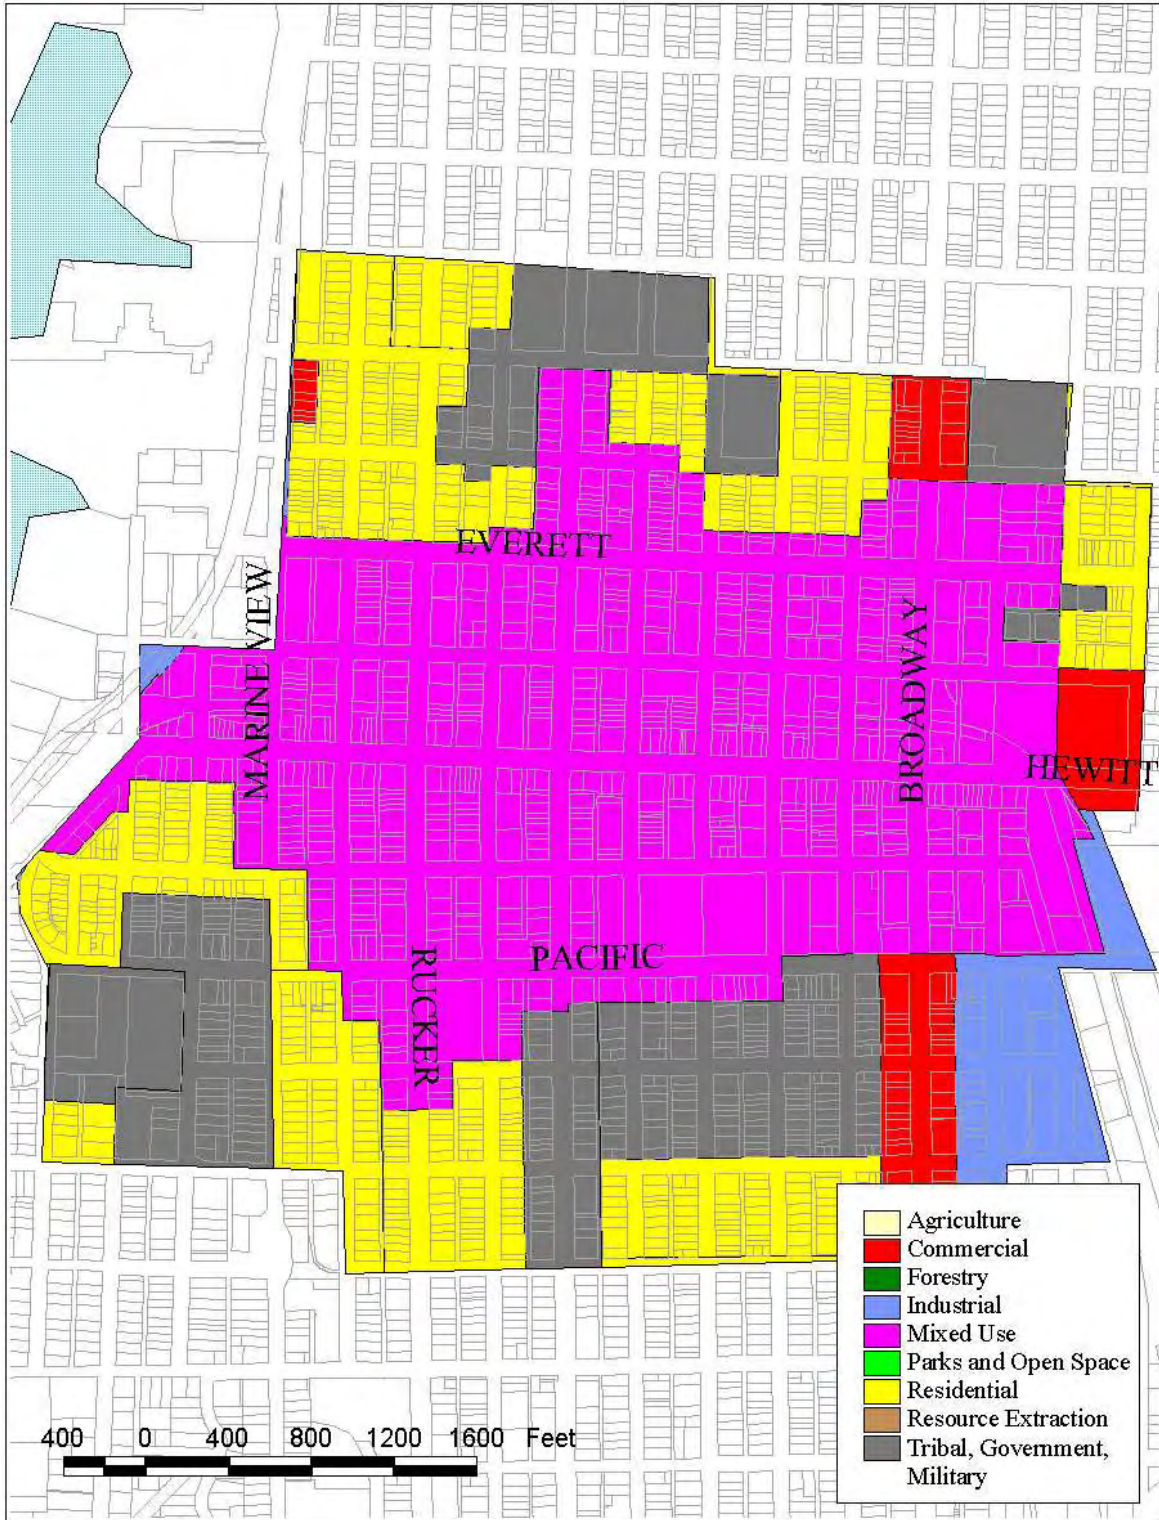 EVERETT
MARINE VIEW
BROADWAY
HEWITT
RUCKER
PACIFIC
Agriculture
Commercial
Forestry
Industrial
Mixed Use
Parks and Open Space
Residential
Resource Extraction
Tribal, Government,
Military
400 0 400 800 1200 1600 Feet